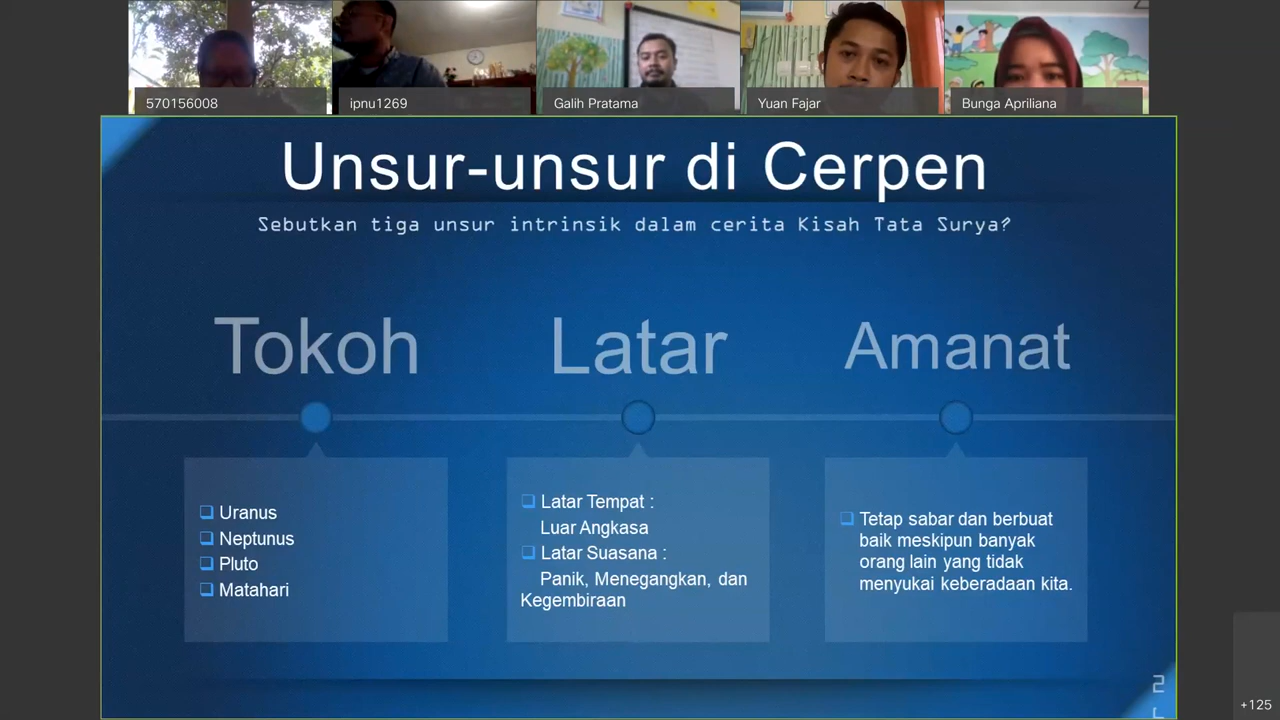 570156008
ipnu1269
Galih Pratama
Yuan Fajar
Bunga Apriliana
Unsur-unsur di Cerpen
Sebutkan tiga unsur intrinsik dalam cerita Kisah Tata Surya?
Tokoh
Latar
Amanat
Uranus
Neptunus
Pluto
Matahari
Latar Tempat :
Luar Angkasa
Latar Suasana :
Panik, Menegangkan, dan
Kegembiraan
Tetap sabar dan berbuat
baik meskipun banyak
orang lain yang tidak
menyukai keberadaan kita.
+125